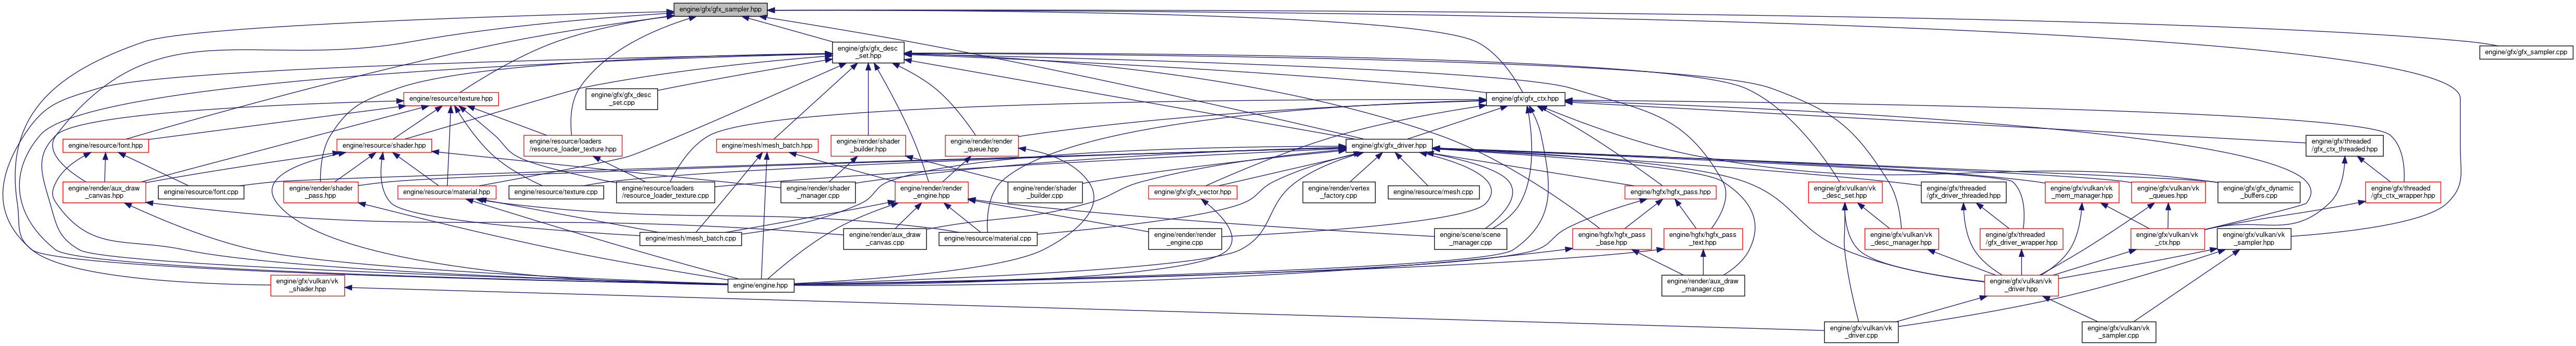 engine/gfx/gfx_sampler.hpp
engine/gfx/gfx_desc
_set.hpp
engine/gfx/gfx_sampler.cpp
engine/resource/texture.hpp
engine/gfx/gfx_desc
_set.cpp
engine/gfx/gfx_ctx.hpp
engine/resource/font.hpp
engine/resource/shader.hpp
engine/resource/loaders
/resource_loader_texture.hpp
engine/mesh/mesh_batch.hpp
engine/render/shader
_builder.hpp
engine/render/render
_queue.hpp
engine/gfx/gfx_driver.hpp
engine/gfx/threaded
/gfx_ctx_threaded.hpp
engine/render/aux_draw
_canvas.hpp
engine/resource/font.cpp
engine/render/shader
_pass.hpp
engine/resource/material.hpp
engine/resource/texture.cpp
engine/resource/loaders
/resource_loader_texture.cpp
engine/render/shader
_manager.cpp
engine/render/render
_engine.hpp
engine/render/shader
_builder.cpp
engine/gfx/gfx_vector.hpp
engine/render/vertex
_factory.cpp
engine/resource/mesh.cpp
engine/hgfx/hgfx_pass.hpp
engine/gfx/vulkan/vk
_desc_set.hpp
engine/gfx/threaded
/gfx_driver_threaded.hpp
engine/gfx/vulkan/vk
_mem_manager.hpp
engine/gfx/vulkan/vk
_queues.hpp
engine/gfx/gfx_dynamic
_buffers.cpp
engine/gfx/threaded
/gfx_ctx_wrapper.hpp
engine/mesh/mesh_batch.cpp
engine/render/aux_draw
_canvas.cpp
engine/resource/material.cpp
engine/render/render
_engine.cpp
engine/scene/scene
_manager.cpp
engine/hgfx/hgfx_pass
_base.hpp
engine/hgfx/hgfx_pass
_text.hpp
engine/gfx/vulkan/vk
_desc_manager.hpp
engine/gfx/threaded
/gfx_driver_wrapper.hpp
engine/gfx/vulkan/vk
_ctx.hpp
engine/gfx/vulkan/vk
_sampler.hpp
engine/gfx/vulkan/vk
_shader.hpp
engine/engine.hpp
engine/render/aux_draw
_manager.cpp
engine/gfx/vulkan/vk
_driver.hpp
engine/gfx/vulkan/vk
_driver.cpp
engine/gfx/vulkan/vk
_sampler.cpp